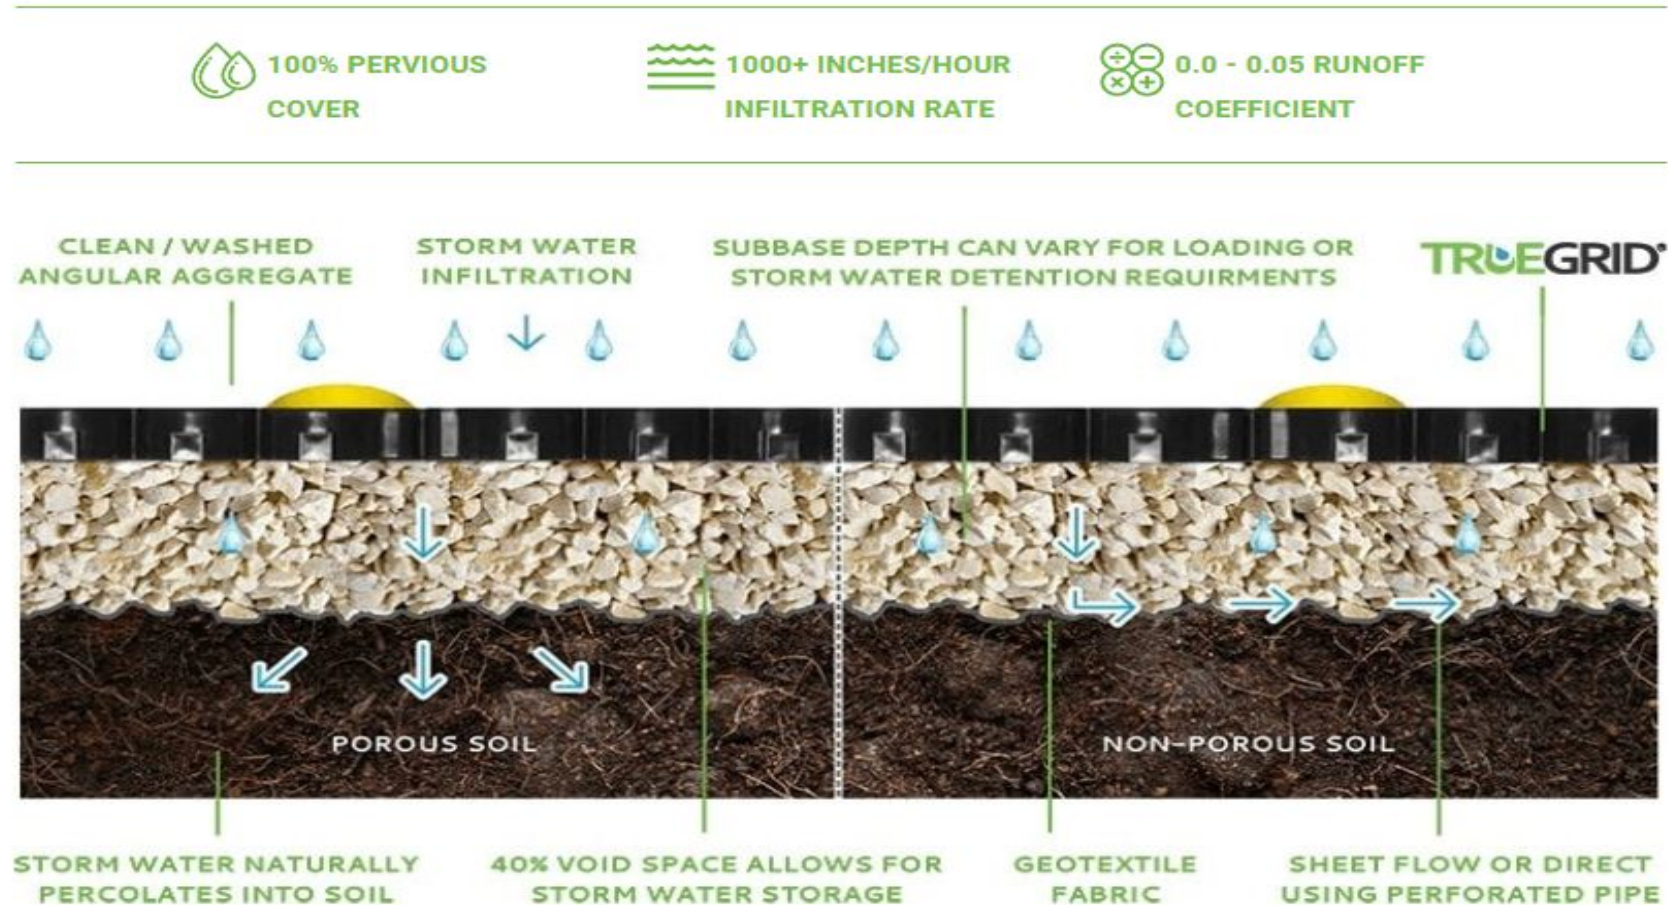 100% PERVIOUS
COVER
1000+ INCHES/HOUR
INFILTRATION RATE
0.0 - 0.05 RUNOFF
COEFFICIENT
CLEAN / WASHED
ANGULAR AGGREGATE
STORM WATER
INFILTRATION
SUBBASE DEPTH CAN VARY FOR LOADING OR
STORM WATER DETENTION REQUIRMENTS
TRUEGRID®
POROUS SOIL
NON-POROUS SOIL
STORM WATER NATURALLY
PERCOLATES INTO SOIL
40% VOID SPACE ALLOWS FOR
STORM WATER STORAGE
GEOTEXTILE
FABRIC
SHEET FLOW OR DIRECT
USING PERFORATED PIPE